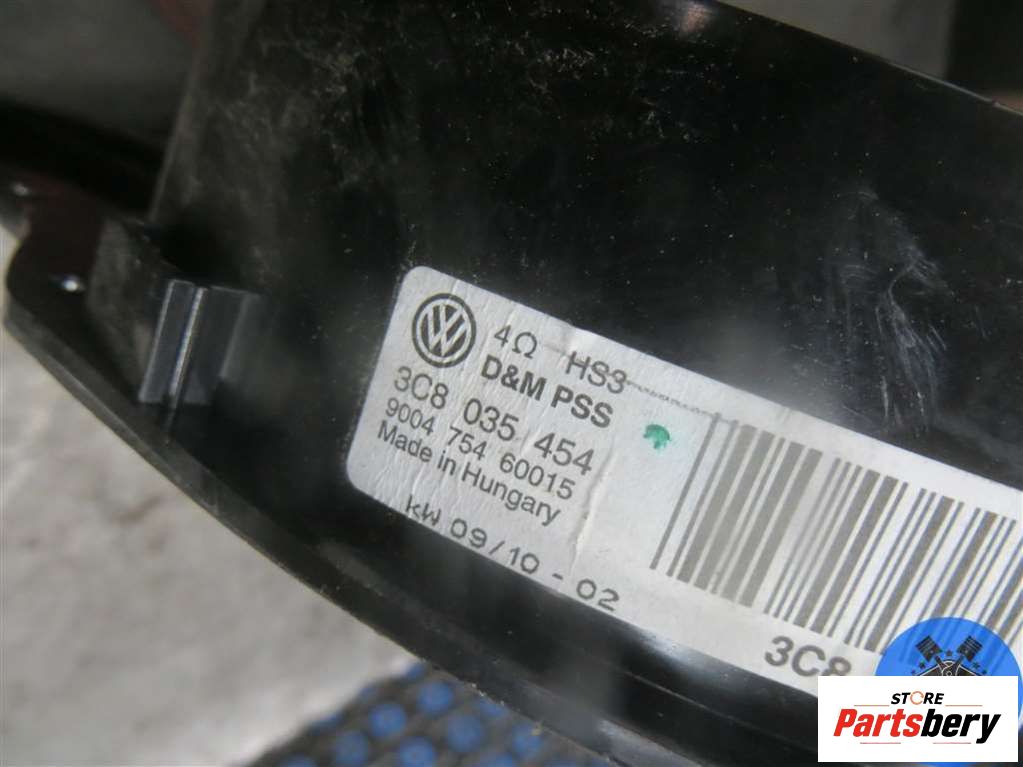 4Ω HS3
D&M PSS
3C8 035 454
9004 754 60015
Made in Hungary
kW 09/10 - 02
3C8
STORE
Partsbery